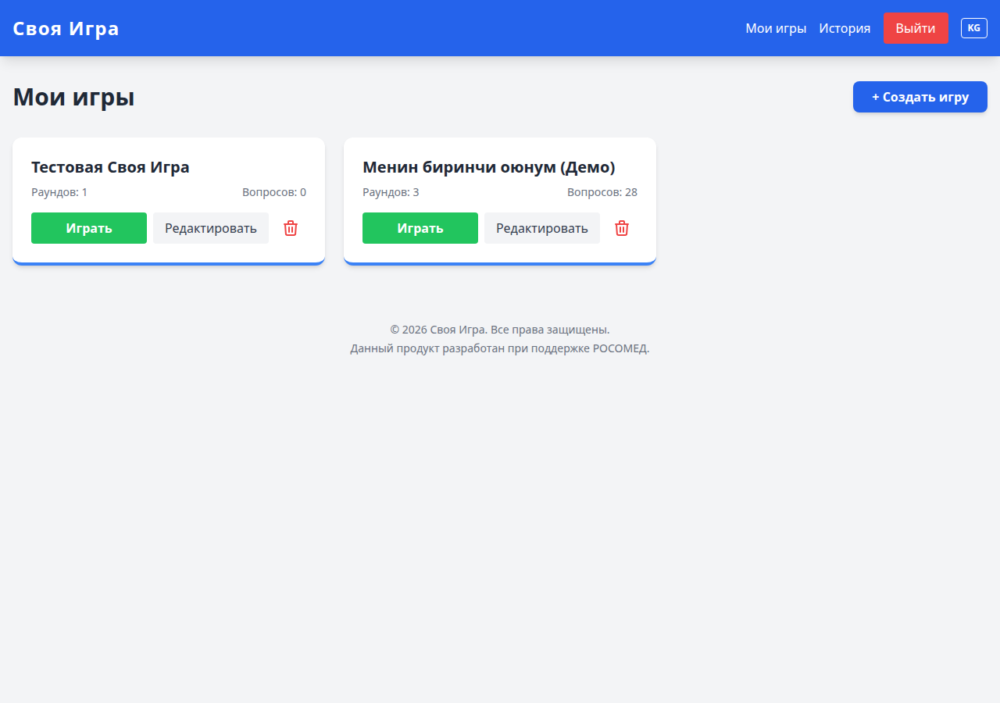 Своя Игра
Мои игры
История
Выйти
KG
Мои игры
+ Создать игру
Тестовая Своя Игра
Раундов: 1
Вопросов: 0
Играть
Редактировать
Менин биринчи оюнум (Демо)
Раундов: 3
Вопросов: 28
Играть
Редактировать
© 2026 Своя Игра. Все права защищены.
Данный продукт разработан при поддержке РОСОМЕД.